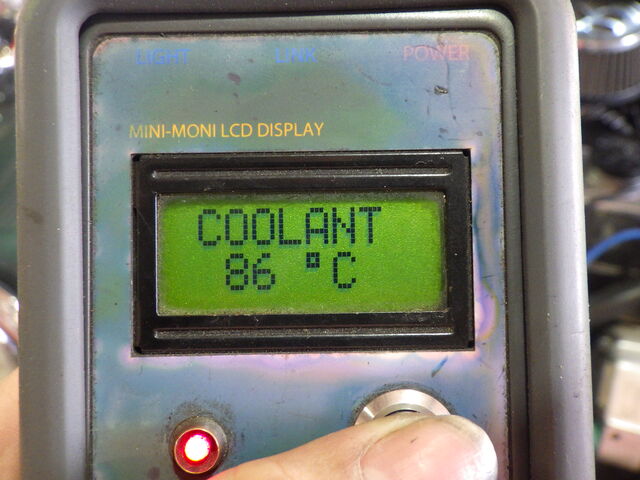 LIGHT LINK POWER
MINI-MONI LCD DISPLAY
COOLANT
86 °C